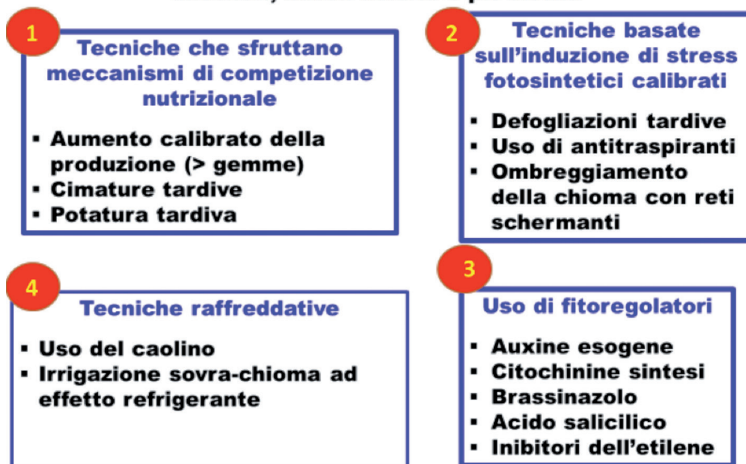 1
Tecniche che sfruttano
meccanismi di competizione
nutrizionale
▪ Aumento calibrato della
produzione (> gemme)
▪ Cimature tardive
▪ Potatura tardiva
2
Tecniche basate
sull'induzione di stress
fotosintetici calibrati
▪ Defogliazioni tardive
▪ Uso di antitraspiranti
▪ Ombreggiamento
della chioma con reti
schermanti
4
Tecniche raffreddative
▪ Uso del caolino
▪ Irrigazione sovra-chioma ad
effetto refrigerante
3
Uso di fitoregolatori
▪ Auxine esogene
▪ Citochinine sintesi
▪ Brassinazolo
▪ Acido salicilico
▪ Inibitori dell'etilene